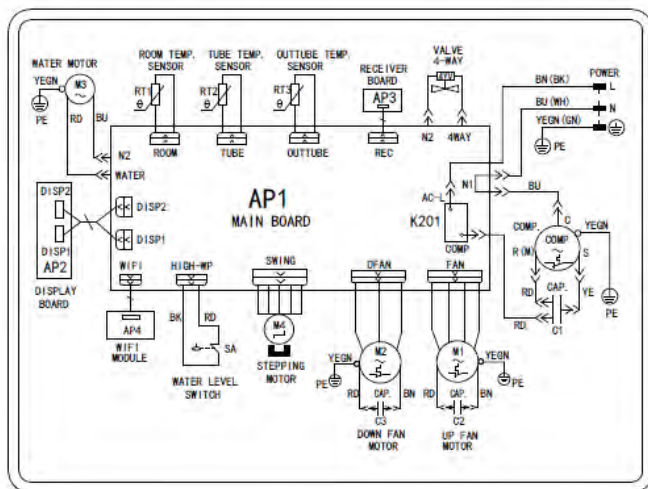 WATER MOTOR
M3
YEGN
PE
RD
BU
N2
WATER
ROOM TEMP.
SENSOR
RT1
θ
ROOM
TUBE TEMP.
SENSOR
RT2
θ
TUBE
OUTTUBE TEMP.
SENSOR
RT3
θ
OUTTUBE
RECEIVER
BOARD
AP3
REC
VALVE
4-WAY
4YV
N2
4WAY
BN(BK)
POWER
L
BU(WH)
N
YEGN(GN)
PE
AP1
MAIN BOARD
AC-L
K201
COMP
N1
BU
C
COMP.
COMP
YEGN
R(M)
S
RD
CAP.
YE
C1
RD
PE
DISP2
DISP1
AP2
DISPLAY
BOARD
DISP2
DISP1
WIFI
AP4
WIFI
MODULE
HIGH-WP
BK
RD
SA
WATER LEVEL
SWITCH
SWING
M4
STEPPING
MOTOR
DFAN
M2
YEGN
PE
RD
CAP.
BN
C3
DOWN FAN
MOTOR
FAN
M1
YEGN
PE
RD
CAP.
BN
C2
UP FAN
MOTOR